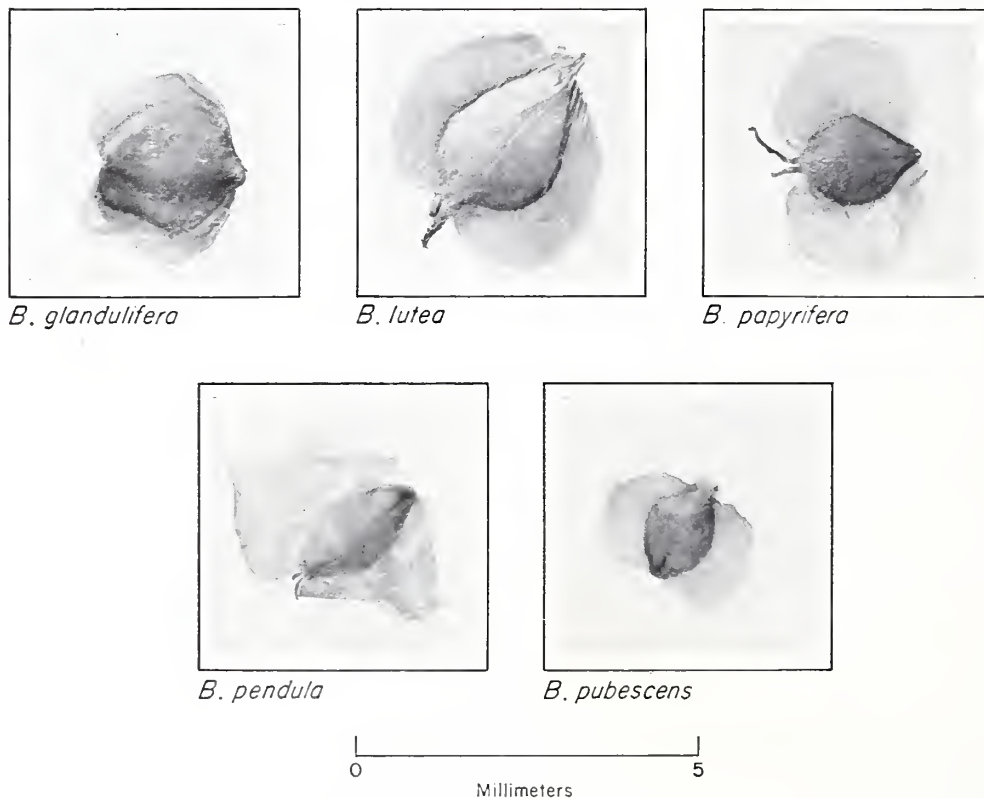 B. glandulifera
B. lutea
B. papyrifera
B. pendula
B. pubescens
0
5
Millimeters